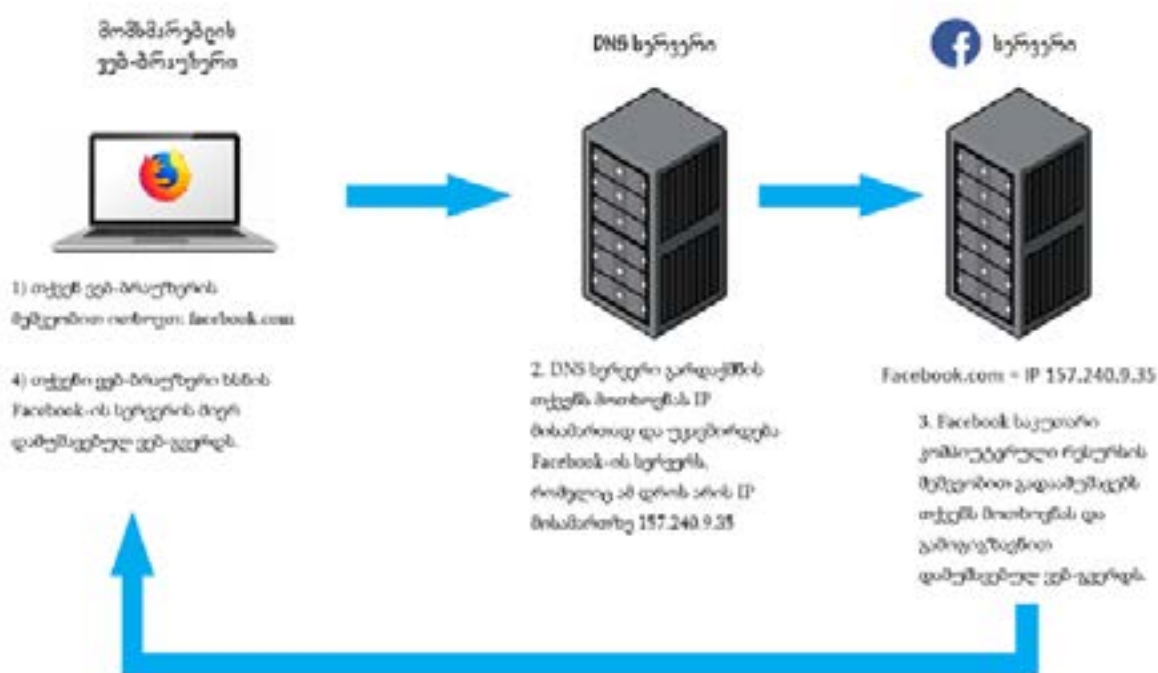 მომხმარებლის
ვებ-ბრაუზერი
DNS სერვერი
სერვერი
1) თქვენ ვებ-ბრაუზერის
მეშვეობით ითხოვთ: facebook.com
4) თქვენი ვებ-ბრაუზერი ხსნის
Facebook-ის სერვერის მიერ
დამუშავებულ ვებ-გვერდს.
2. DNS სერვერი გარდაქმნის
თქვენს მოთხოვნას IP
მისამართად და უკავშირდება
Facebook-ის სერვერს,
რომელიც ამ დროს არის IP
მისამართზე 157.240.9.35
Facebook.com = IP 157.240.9.35
3. Facebook საკუთარი
კომპიუტერული რესურსის
მეშვეობით გადაამუშავებს
თქვენს მოთხოვნას და
გამოგიგზავნით
დამუშავებულ ვებ-გვერდს.